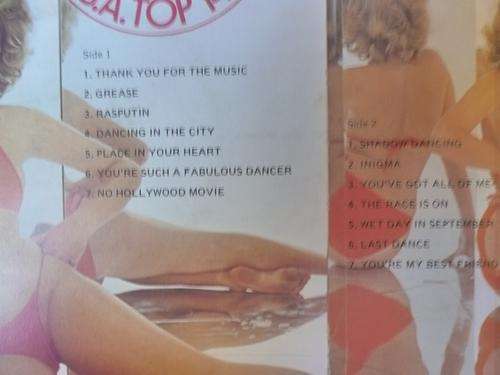 S.A. TOP
Side 1
1. THANK YOU FOR THE MUSIC
2. GREASE
3. RASPUTIN
4. DANCING IN THE CITY
5. PLACE IN YOUR HEART
6. YOU'RE SUCH A FABULOUS DANCER
7. NO HOLLYWOOD MOVIE
Side 2
1. SHADOW DANCING
2. INIGMA
3. YOU'VE GOT ALL OF ME
4. THE RACE IS ON
5. WET DAY IN SEPTEMBER
6. LAST DANCE
7. YOU'RE MY BEST FRIEND